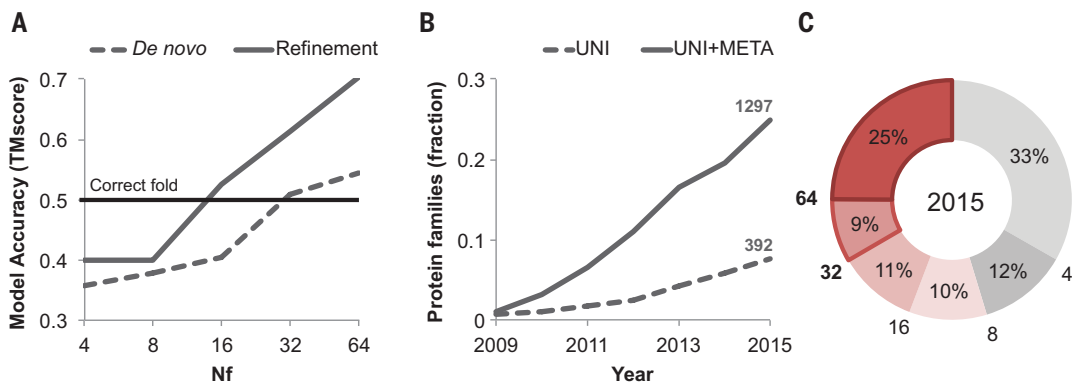 A
De novo
Refinement
Model Accuracy (TMscore)
0.7
0.6
0.5
0.4
0.3
Correct fold
4
8
16
32
64
Nf
B
UNI
UNI+META
Protein families (fraction)
0.3
0.2
0.1
0
1297
392
2009
2011
2013
2015
Year
C
25%
33%
64
2015
9%
32
11%
10%
12%
4
16
8